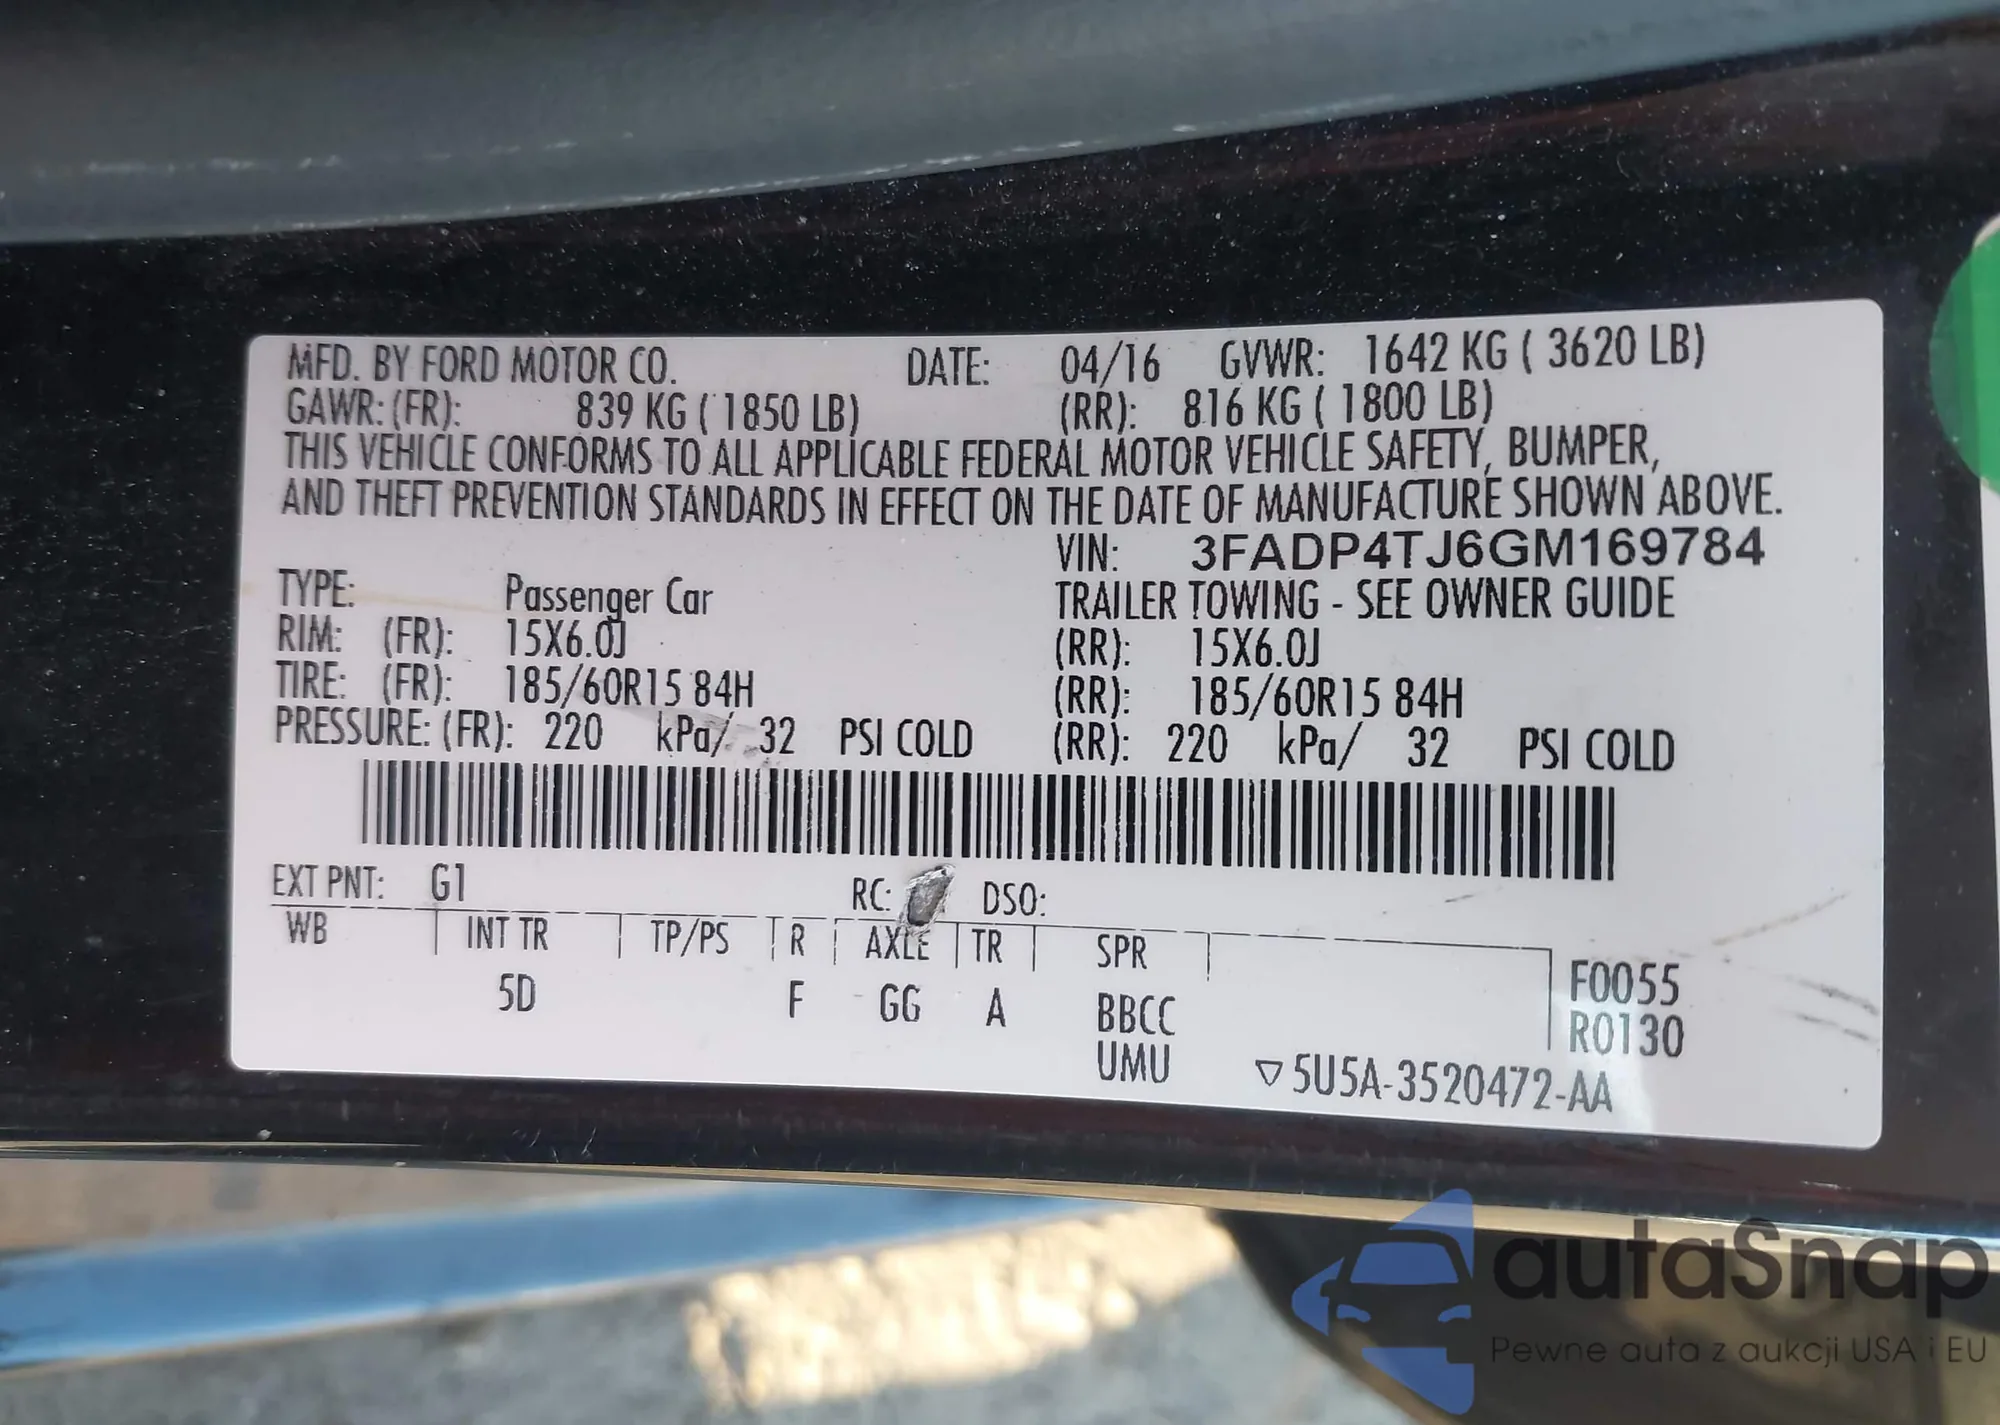 MFD. BY FORD MOTOR CO. DATE: 04/16 GVWR: 1642 KG ( 3620 LB)
GAWR: (FR): 839 KG ( 1850 LB) (RR): 816 KG ( 1800 LB)
THIS VEHICLE CONFORMS TO ALL APPLICABLE FEDERAL MOTOR VEHICLE SAFETY, BUMPER,
AND THEFT PREVENTION STANDARDS IN EFFECT ON THE DATE OF MANUFACTURE SHOWN ABOVE.
VIN: 3FADP4TJ6GM169784
TYPE: Passenger Car TRAILER TOWING - SEE OWNER GUIDE
RIM: (FR): 15X6.0J (RR): 15X6.0J
TIRE: (FR): 185/60R15 84H (RR): 185/60R15 84H
PRESSURE: (FR): 220 kPa/ 32 PSI COLD (RR): 220 kPa/ 32 PSI COLD
EXT PNT: G1 RC: DSO:
WB INT TR TP/PS R AXLE TR SPR
5D F GG A BBCC F0055
UMU R0130
▽5U5A-3520472-AA
autaSnap
Pewne auta z aukcji USA i EU